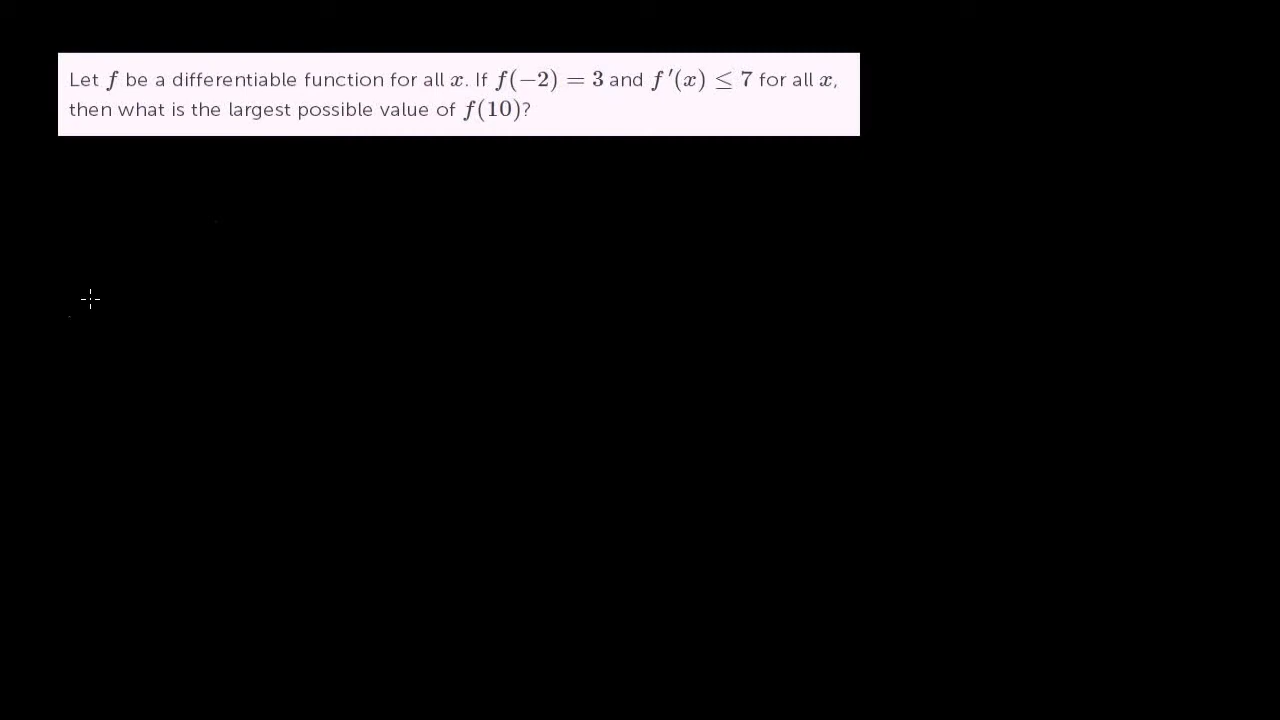 Let f be a differentiable function for all x. If f(−2) = 3 and f ′(x) ≤ 7 for all x,
then what is the largest possible value of f(10)?